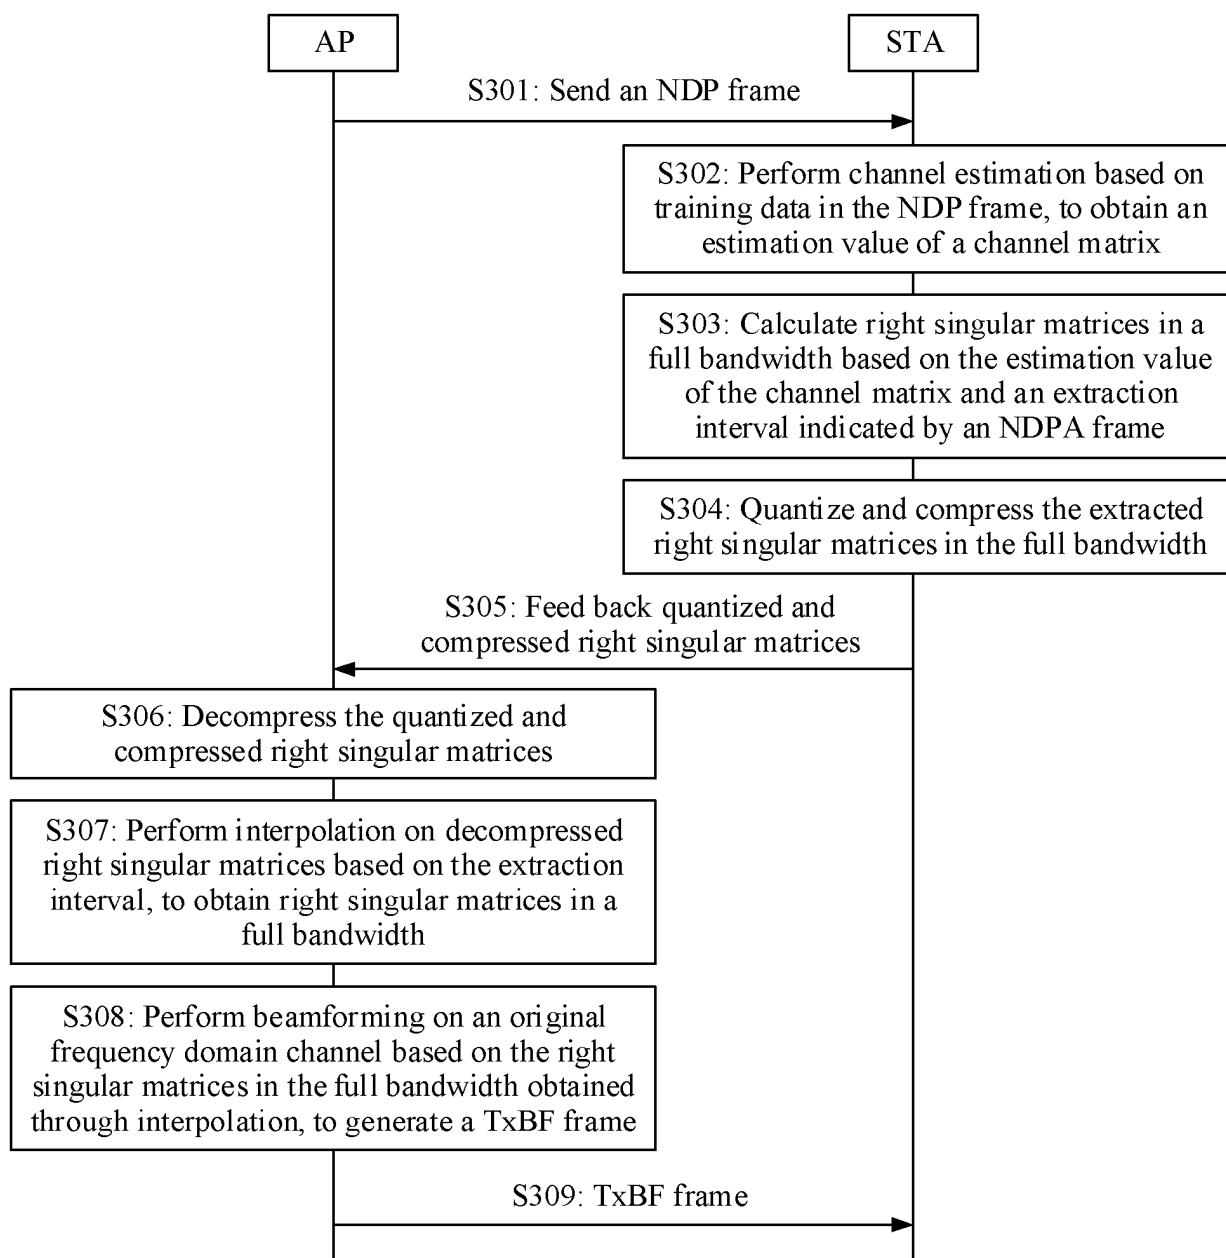 AP
STA
S301: Send an NDP frame
S302: Perform channel estimation based on
training data in the NDP frame, to obtain an
estimation value of a channel matrix
S303: Calculate right singular matrices in a
full bandwidth based on the estimation value
of the channel matrix and an extraction
interval indicated by an NDPA frame
S304: Quantize and compress the extracted
right singular matrices in the full bandwidth
S305: Feed back quantized and
compressed right singular matrices
S306: Decompress the quantized and
compressed right singular matrices
S307: Perform interpolation on decompressed
right singular matrices based on the extraction
interval, to obtain right singular matrices in a
full bandwidth
S308: Perform beamforming on an original
frequency domain channel based on the right
singular matrices in the full bandwidth obtained
through interpolation, to generate a TxBF frame
S309: TxBF frame